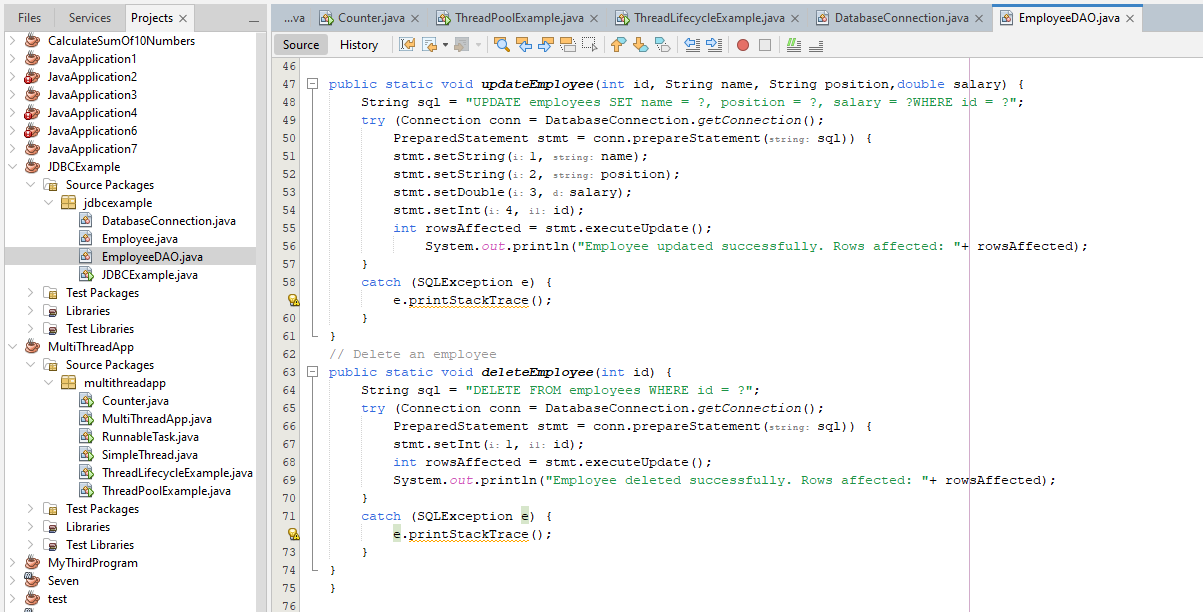 Files Services Projects
...va Counter.java ThreadPoolExample.java ThreadLifecycleExample.java DatabaseConnection.java EmployeeDAO.java
Source History
CalculateSumOf10Numbers
JavaApplication1
JavaApplication2
JavaApplication3
JavaApplication4
JavaApplication6
JavaApplication7
JDBCExample
Source Packages
jdbcexample
DatabaseConnection.java
Employee.java
EmployeeDAO.java
JDBCExample.java
Test Packages
Libraries
Test Libraries
MultiThreadApp
Source Packages
multithreadapp
Counter.java
MultiThreadApp.java
RunnableTask.java
SimpleThread.java
ThreadLifecycleExample.java
ThreadPoolExample.java
Test Packages
Libraries
Test Libraries
MyThirdProgram
Seven
test
46
47 public static void updateEmployee(int id, String name, String position,double salary) {
48 String sql = "UPDATE employees SET name = ?, position = ?, salary = ?WHERE id = ?";
49 try (Connection conn = DatabaseConnection.getConnection();
50 PreparedStatement stmt = conn.prepareStatement(string: sql)) {
51 stmt.setString(i: 1, string: name);
52 stmt.setString(i: 2, string: position);
53 stmt.setDouble(i: 3, d: salary);
54 stmt.setInt(i: 4, i1: id);
55 int rowsAffected = stmt.executeUpdate();
56 System.out.println("Employee updated successfully. Rows affected: "+ rowsAffected);
57 }
58 catch (SQLException e) {
e.printStackTrace();
60 }
61 }
62 // Delete an employee
63 public static void deleteEmployee(int id) {
64 String sql = "DELETE FROM employees WHERE id = ?";
65 try (Connection conn = DatabaseConnection.getConnection();
66 PreparedStatement stmt = conn.prepareStatement(string: sql)) {
67 stmt.setInt(i: 1, i1: id);
68 int rowsAffected = stmt.executeUpdate();
69 System.out.println("Employee deleted successfully. Rows affected: "+ rowsAffected);
70 }
71 catch (SQLException e) {
e.printStackTrace();
73 }
74 }
75 }
76